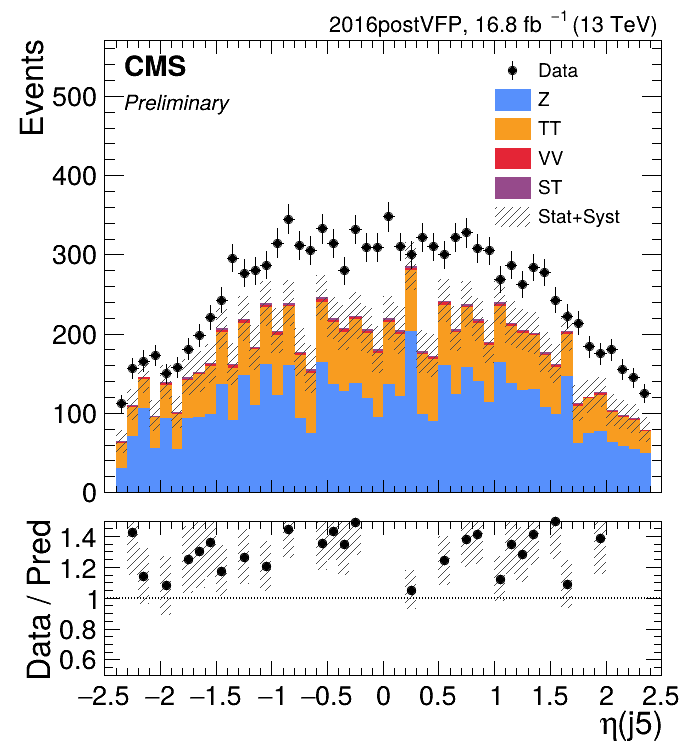 2016postVFP, 16.8 fb ⁻¹ (13 TeV)
CMS
Preliminary
Events
500
400
300
200
100
0
Data
Z
TT
VV
ST
Stat+Syst
Data / Pred
1.4
1.2
1
0.8
0.6
−2.5 −2 −1.5 −1 −0.5 0 0.5 1 1.5 2 2.5
η(j5)